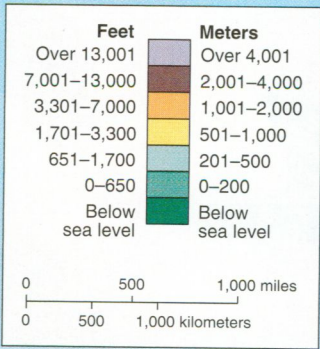 Feet Meters
Over 13,001 Over 4,001
7,001–13,000 2,001–4,000
3,301–7,000 1,001–2,000
1,701–3,300 501–1,000
651–1,700 201–500
0–650 0–200
Below Below
sea level sea level
0 500 1,000 miles
0 500 1,000 kilometers